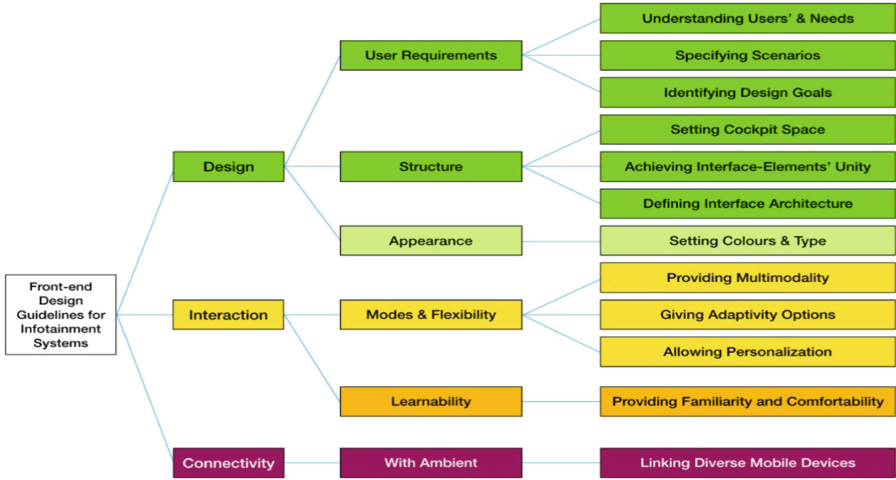 Front-end
Design
Guidelines for
Infotainment
Systems
Design
User Requirements
Understanding Users' & Needs
Specifying Scenarios
Identifying Design Goals
Structure
Setting Cockpit Space
Achieving Interface-Elements' Unity
Defining Interface Architecture
Appearance
Setting Colours & Type
Interaction
Modes & Flexibility
Providing Multimodality
Giving Adaptivity Options
Allowing Personalization
Learnability
Providing Familiarity and Comfortability
Connectivity
With Ambient
Linking Diverse Mobile Devices